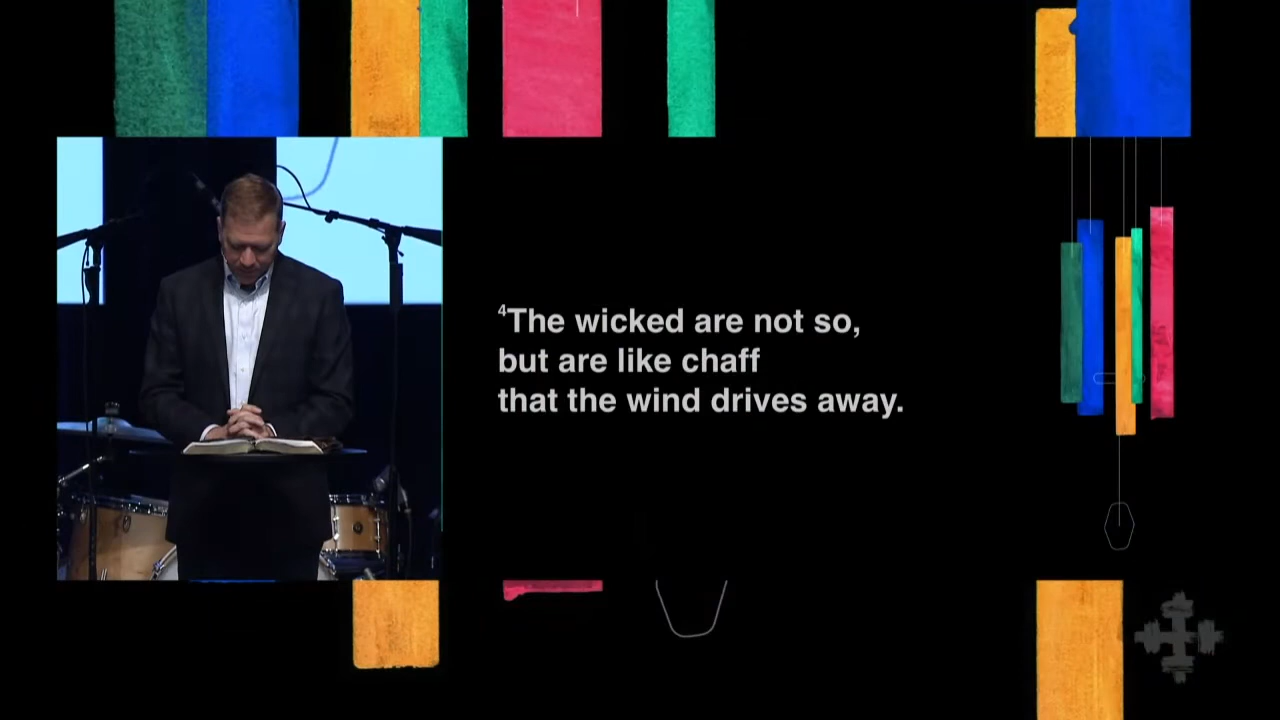 ⁴The wicked are not so,
but are like chaff
that the wind drives away.